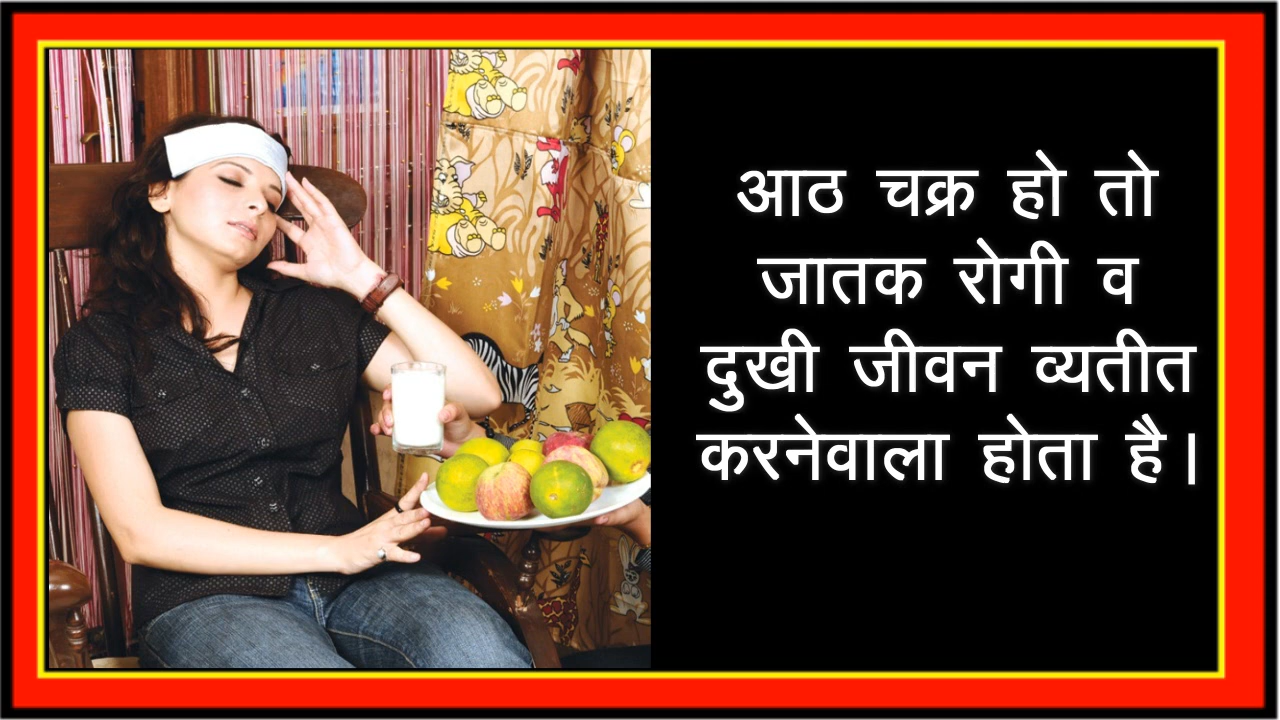 आठ चक्र हो तो
जातक रोगी व
दुखी जीवन व्यतीत
करनेवाला होता है।